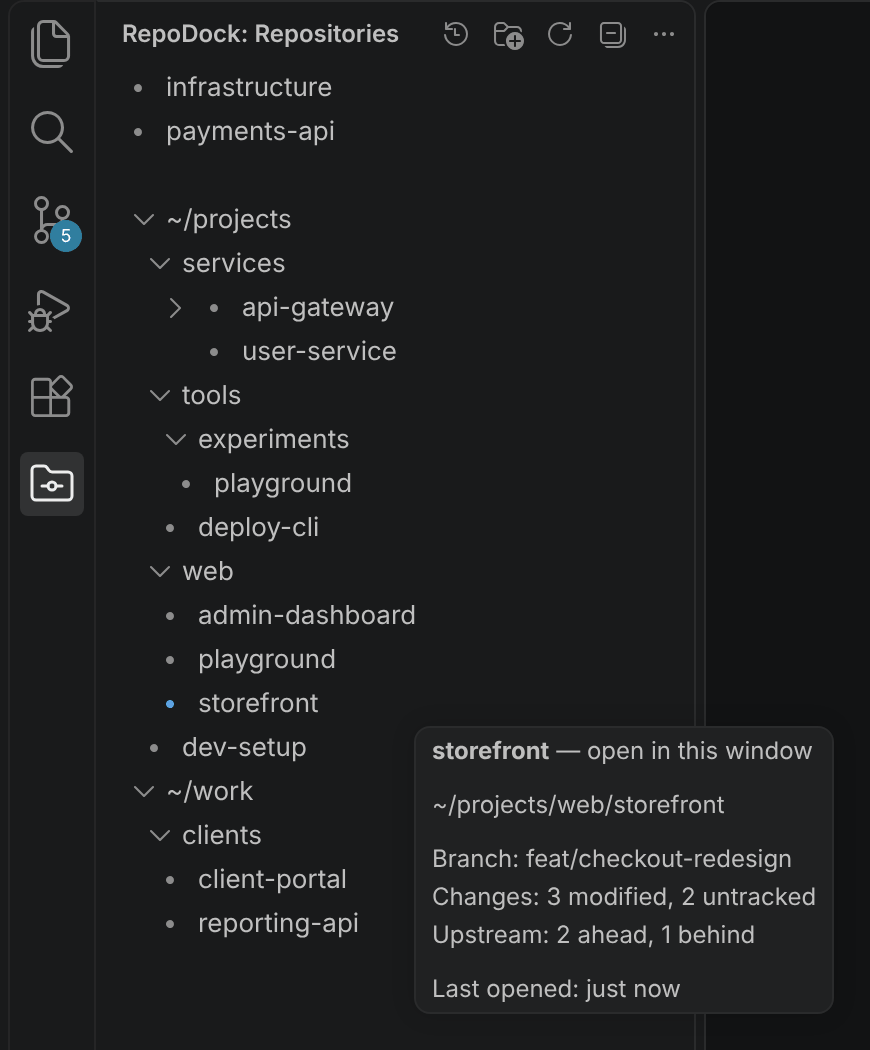 RepoDock: Repositories
infrastructure
payments-api
5
~/projects
services
api-gateway
user-service
tools
experiments
playground
deploy-cli
web
admin-dashboard
playground
storefront
dev-setup
~/work
clients
client-portal
reporting-api
storefront — open in this window
~/projects/web/storefront
Branch: feat/checkout-redesign
Changes: 3 modified, 2 untracked
Upstream: 2 ahead, 1 behind
Last opened: just now